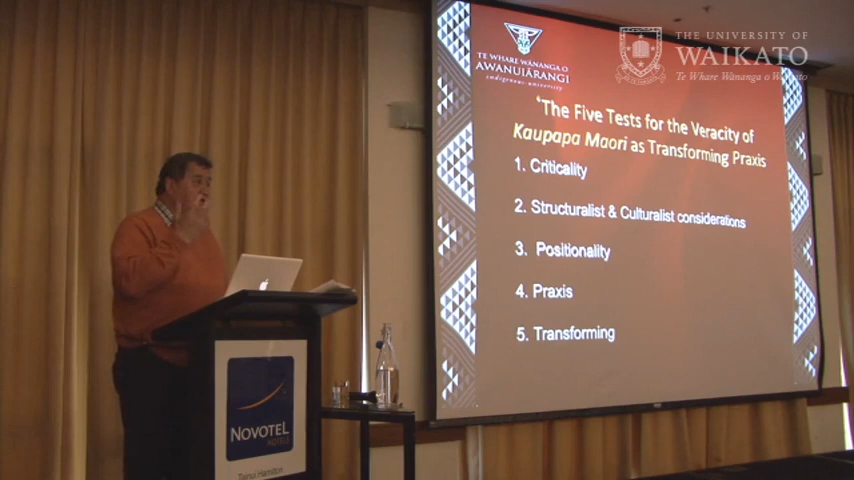 TE WHARE WĀNANGA O
AWANUIĀRANGI
indigenous-university
THE UNIVERSITY OF
WAIKATO
Te Whare Wānanga o Waikato
‘The Five Tests for the Veracity of
Kaupapa Maori as Transforming Praxis
1. Criticality
2. Structuralist & Culturalist considerations
3. Positionality
4. Praxis
5. Transforming
NOVOTEL
HOTELS
Tainui Hamilton